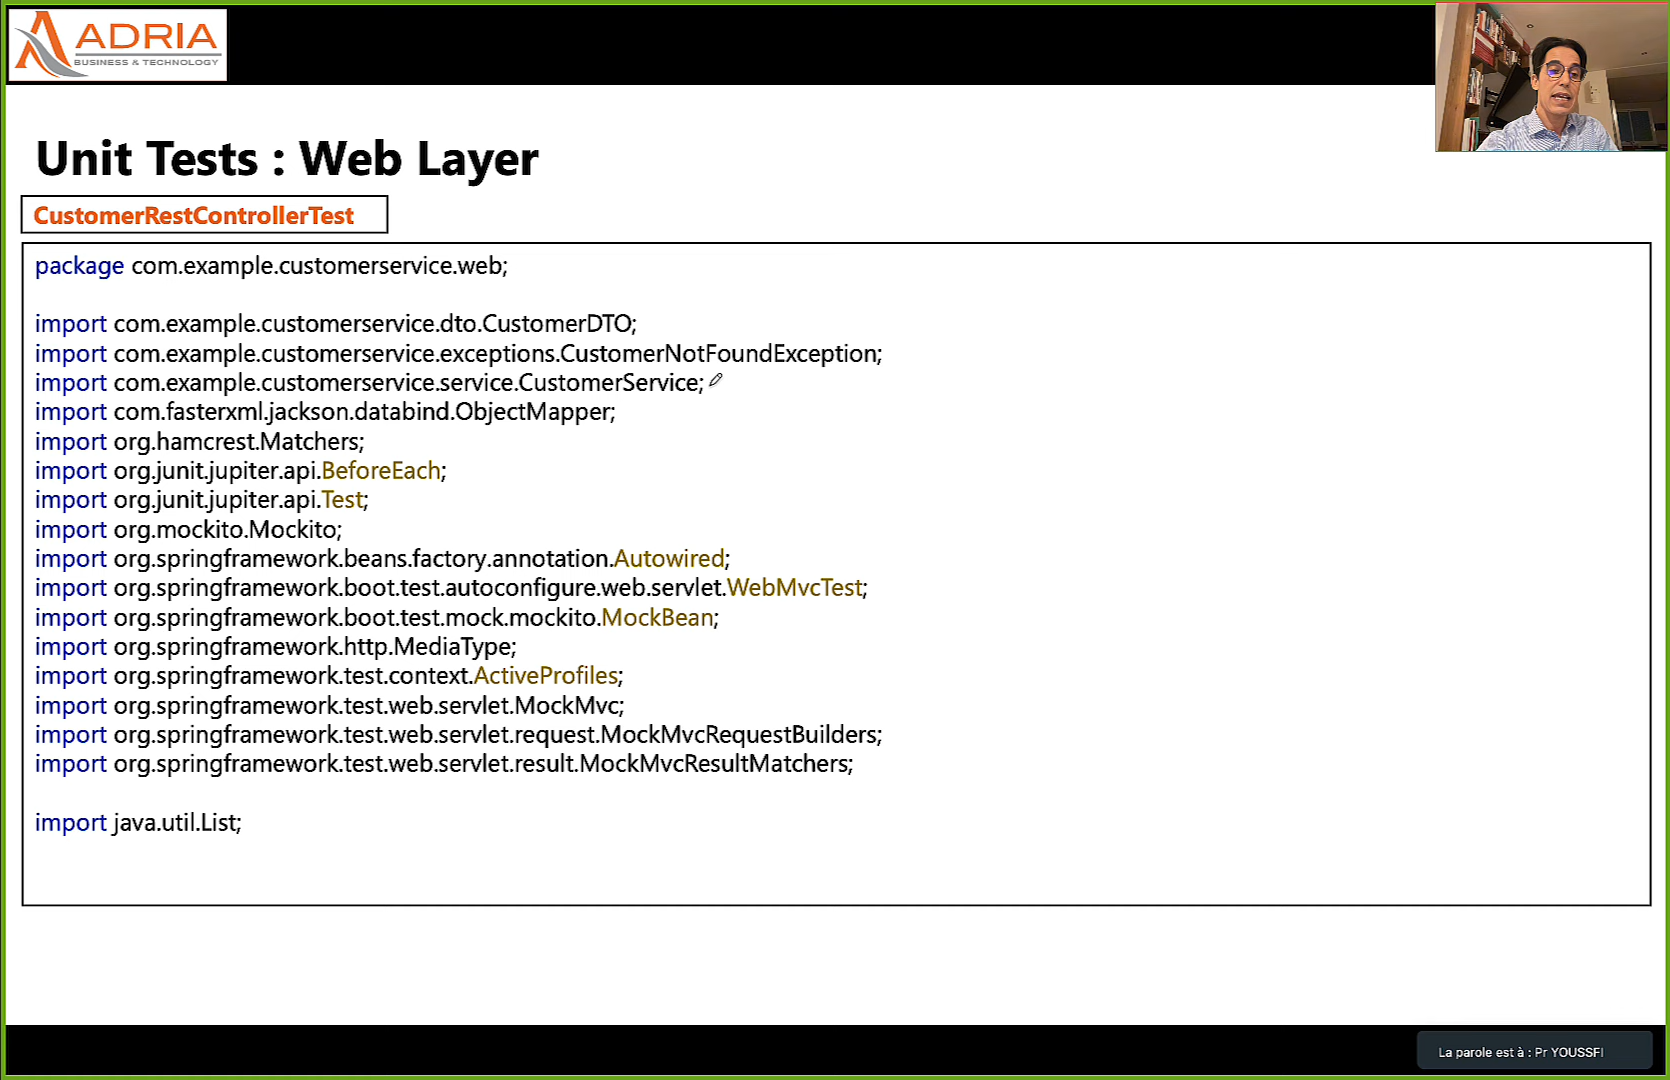 ADRIA
BUSINESS & TECHNOLOGY
Unit Tests : Web Layer
CustomerRestControllerTest
package com.example.customerservice.web;
import com.example.customerservice.dto.CustomerDTO;
import com.example.customerservice.exceptions.CustomerNotFoundException;
import com.example.customerservice.service.CustomerService;
import com.fasterxml.jackson.databind.ObjectMapper;
import org.hamcrest.Matchers;
import org.junit.jupiter.api.BeforeEach;
import org.junit.jupiter.api.Test;
import org.mockito.Mockito;
import org.springframework.beans.factory.annotation.Autowired;
import org.springframework.boot.test.autoconfigure.web.servlet.WebMvcTest;
import org.springframework.boot.test.mock.mockito.MockBean;
import org.springframework.http.MediaType;
import org.springframework.test.context.ActiveProfiles;
import org.springframework.test.web.servlet.MockMvc;
import org.springframework.test.web.servlet.request.MockMvcRequestBuilders;
import org.springframework.test.web.servlet.result.MockMvcResultMatchers;
import java.util.List;
La parole est à : Pr YOUSSFI